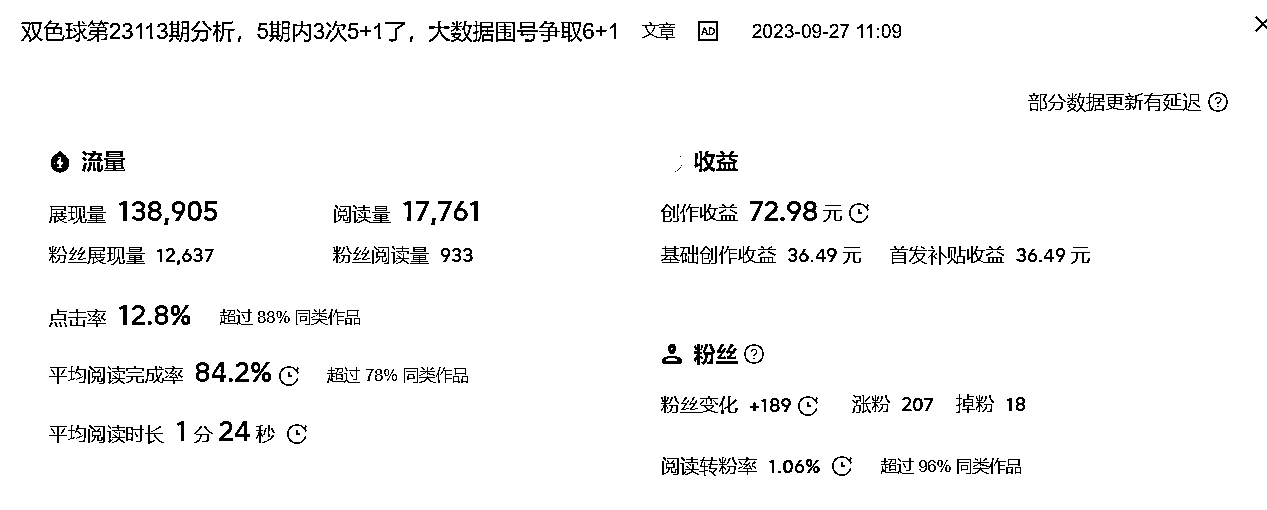 双色球第23113期分析，5期内3次5+1了，大数据围号争取6+1 文章 AD 2023-09-27 11:09
部分数据更新有延迟 ?
流量
展现量 138,905 阅读量 17,761
粉丝展现量 12,637 粉丝阅读量 933
点击率 12.8% 超过 88% 同类作品
平均阅读完成率 84.2% 超过 78% 同类作品
平均阅读时长 1 分 24 秒
收益
创作收益 72.98 元
基础创作收益 36.49 元 首发补贴收益 36.49 元
粉丝 ?
粉丝变化 +189 涨粉 207 掉粉 18
阅读转粉率 1.06% 超过 96% 同类作品